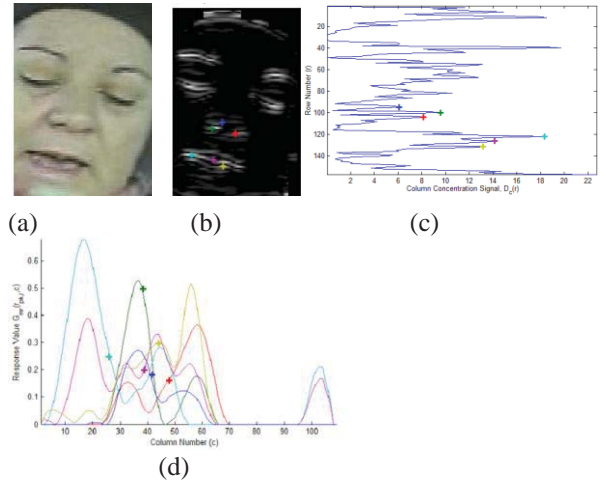 20
40
60
80
100
120
140
Row Number (r)
2 4 6 8 10 12 14 16 18 20 22
Column Concentration Signal, D_c(r)
(a) (b) (c)
0.6
0.5
0.4
0.3
0.2
0.1
0
10 20 30 40 50 60 70 80 90 100
Column Number (c)
(d)